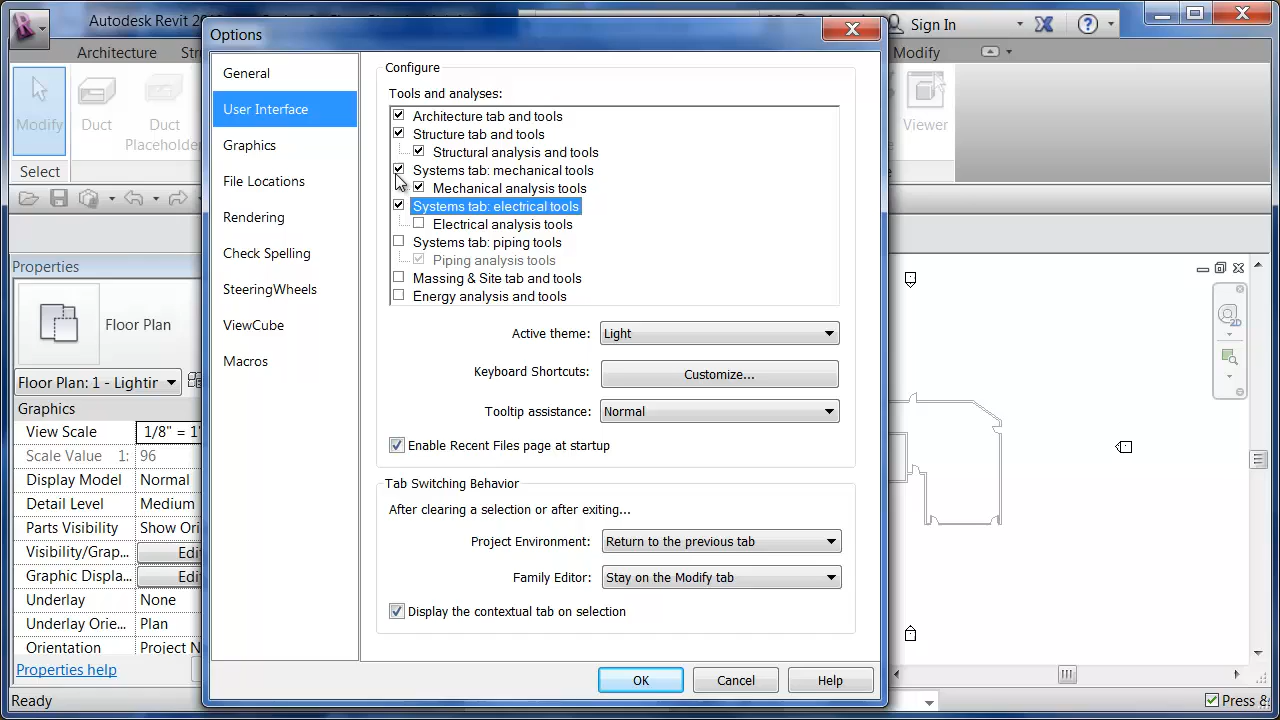 Autodesk Revit
Sign In
Options
Architecture
Modify
Modify
Duct
Duct
Placeholder
Viewer
Select
General
User Interface
Graphics
File Locations
Rendering
Check Spelling
SteeringWheels
ViewCube
Macros
Configure
Tools and analyses:
Architecture tab and tools
Structure tab and tools
Structural analysis and tools
Systems tab: mechanical tools
Mechanical analysis tools
Systems tab: electrical tools
Electrical analysis tools
Systems tab: piping tools
Piping analysis tools
Massing & Site tab and tools
Energy analysis and tools
Active theme: Light
Keyboard Shortcuts: Customize...
Tooltip assistance: Normal
Enable Recent Files page at startup
Tab Switching Behavior
After clearing a selection or after exiting...
Project Environment: Return to the previous tab
Family Editor: Stay on the Modify tab
Display the contextual tab on selection
OK Cancel Help
Properties
Floor Plan
Floor Plan: 1 - Lightir
Graphics
View Scale 1/8" = 1'
Scale Value 1: 96
Display Model Normal
Detail Level Medium
Parts Visibility Show Ori
Visibility/Grap... Edi
Graphic Displa... Edi
Underlay None
Underlay Orie... Plan
Orientation Project N
Properties help
2D
Ready
Press &